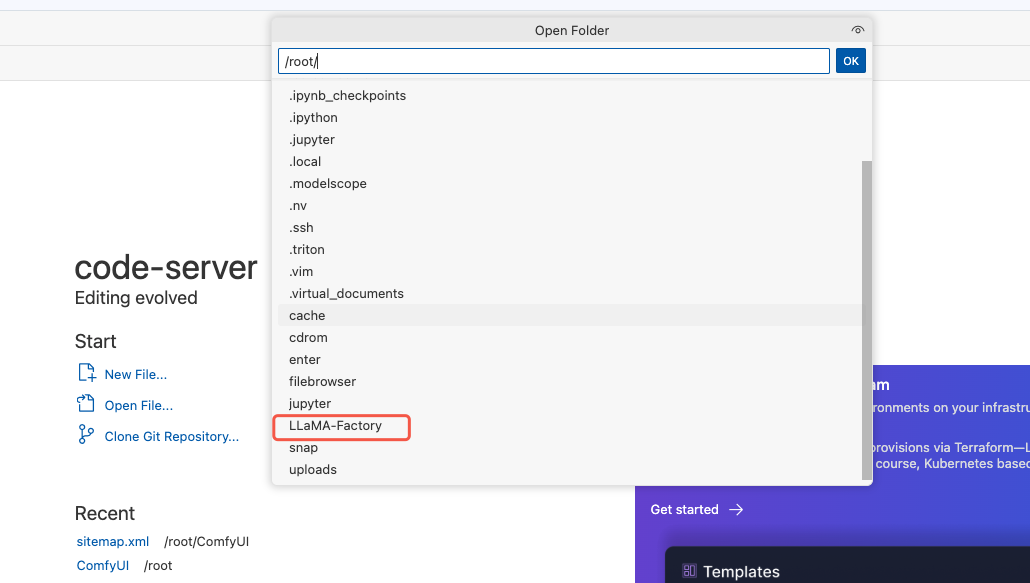 Open Folder
/root/
OK
.ipynb_checkpoints
.ipython
.jupyter
.local
.modelscope
.nv
.ssh
.triton
.vim
.virtual_documents
cache
cdrom
enter
filebrowser
jupyter
LLaMA-Factory
snap
uploads
code-server
Editing evolved
Start
New File...
Open File...
Clone Git Repository...
Recent
sitemap.xml /root/ComfyUI
ComfyUI /root
on your infrastru
provisions via Terraform—L
course, Kubernetes based
Get started
Templates